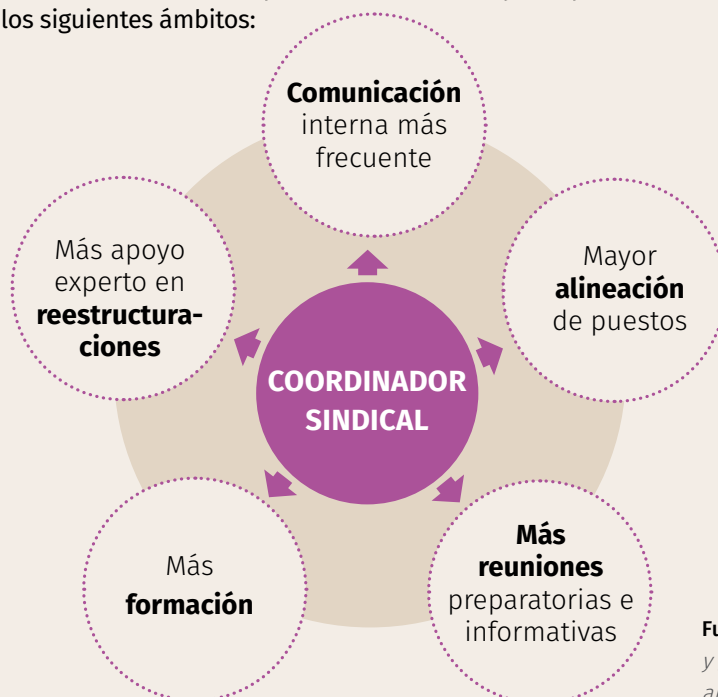 los siguientes ámbitos:
Comunicación
interna más
frecuente
Más apoyo
experto en
reestructura-
ciones
Mayor
alineación
de puestos
COORDINADOR
SINDICAL
Más
formación
Más
reuniones
preparatorias e
informativas
y